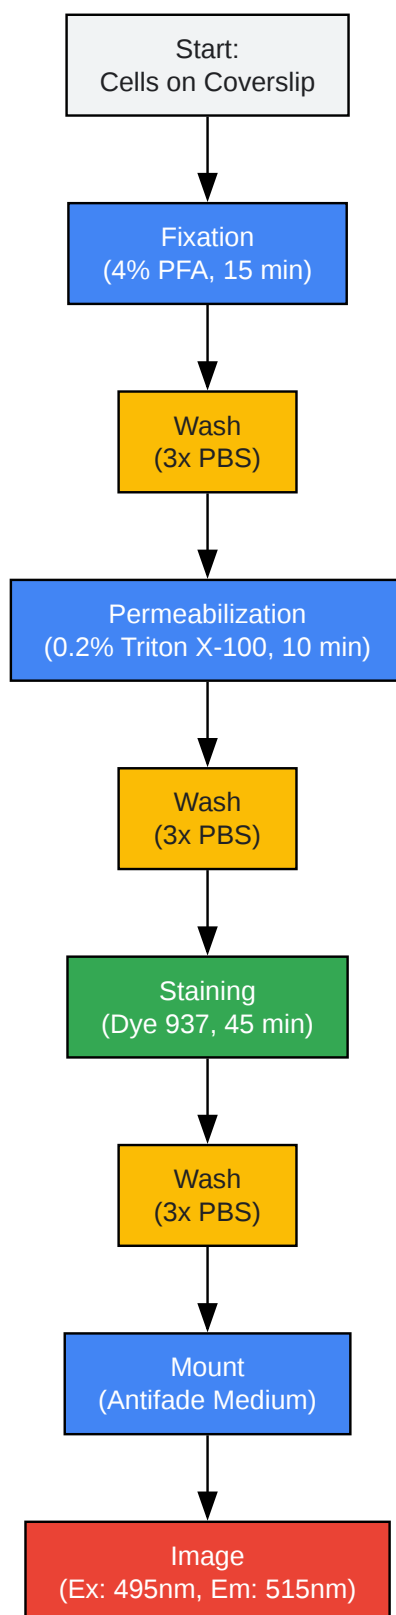 Start:
Cells on Coverslip
Fixation
(4% PFA, 15 min)
Wash
(3x PBS)
Permeabilization
(0.2% Triton X-100, 10 min)
Wash
(3x PBS)
Staining
(Dye 937, 45 min)
Wash
(3x PBS)
Mount
(Antifade Medium)
Image
(Ex: 495nm, Em: 515nm)